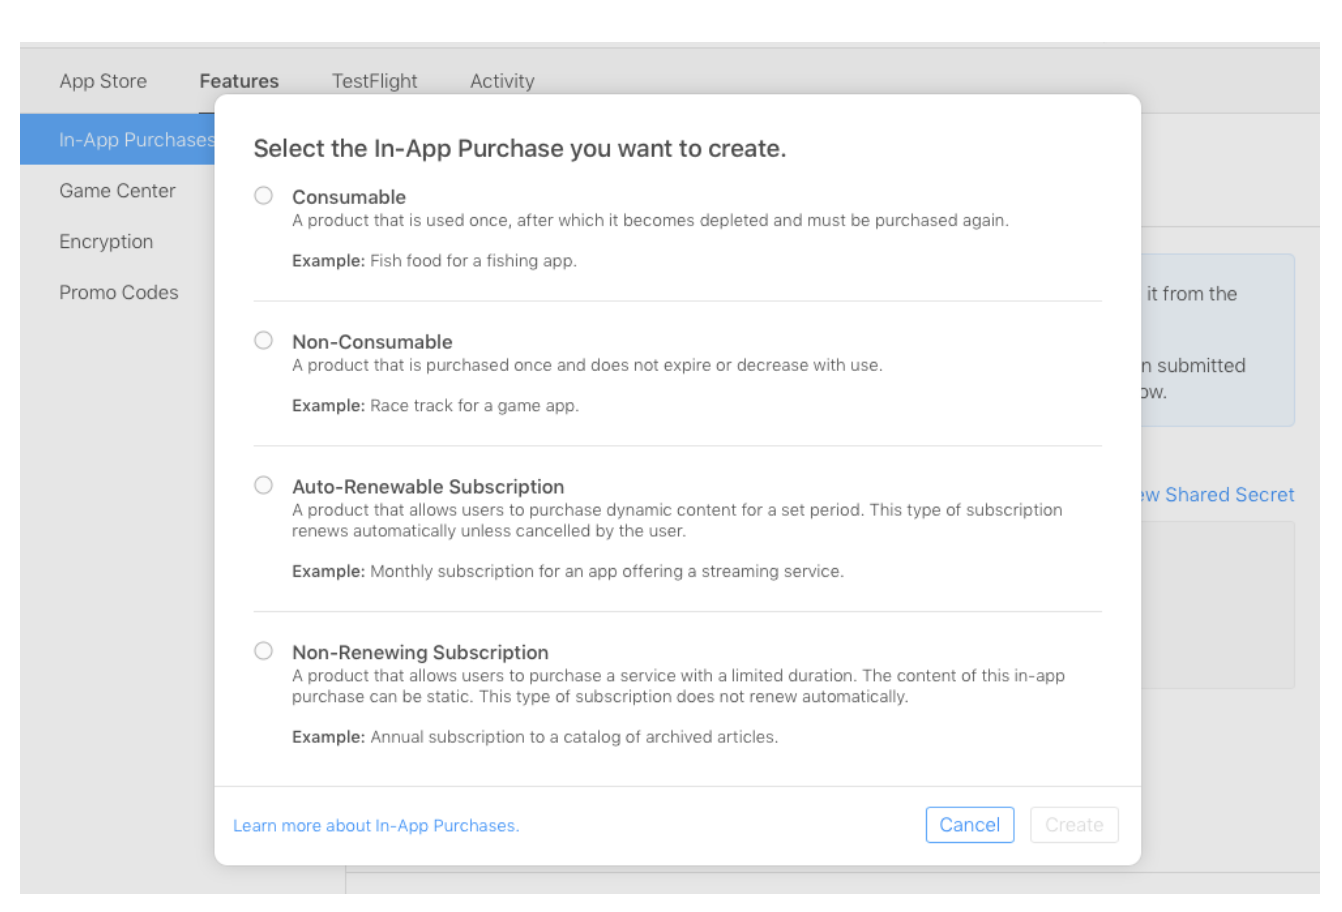 App Store Features TestFlight Activity
In-App Purchases
Game Center
Encryption
Promo Codes
Select the In-App Purchase you want to create.
Consumable
A product that is used once, after which it becomes depleted and must be purchased again.
Example: Fish food for a fishing app.
Non-Consumable
A product that is purchased once and does not expire or decrease with use.
Example: Race track for a game app.
Auto-Renewable Subscription
A product that allows users to purchase dynamic content for a set period. This type of subscription
renews automatically unless cancelled by the user.
Example: Monthly subscription for an app offering a streaming service.
Non-Renewing Subscription
A product that allows users to purchase a service with a limited duration. The content of this in-app
purchase can be static. This type of subscription does not renew automatically.
Example: Annual subscription to a catalog of archived articles.
Learn more about In-App Purchases.
Cancel Create
it from the
submitted
Shared Secret